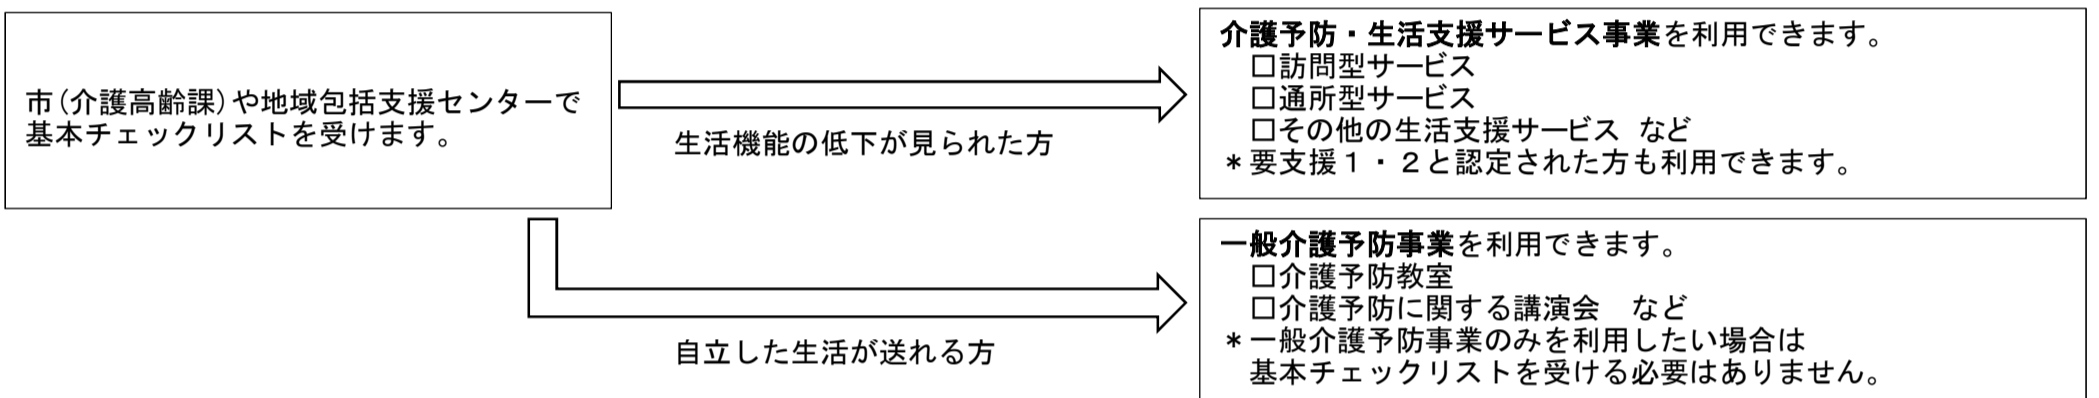 市(介護高齢課)や地域包括支援センターで
基本チェックリストを受けます。
生活機能の低下が見られた方
介護予防・生活支援サービス事業を利用できます。
□訪問型サービス
□通所型サービス
□その他の生活支援サービス など
*要支援1・2と認定された方も利用できます。
自立した生活が送れる方
一般介護予防事業を利用できます。
□介護予防教室
□介護予防に関する講演会 など
*一般介護予防事業のみを利用したい場合は
基本チェックリストを受ける必要はありません。